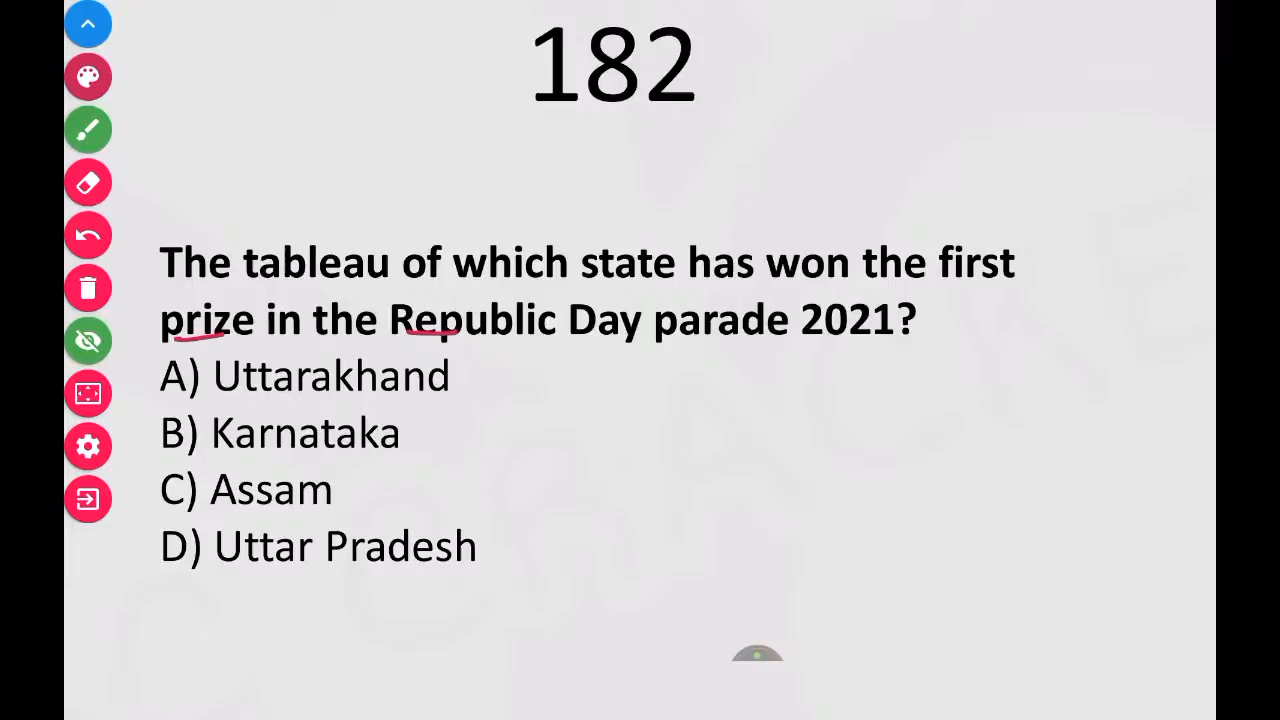 182
The tableau of which state has won the first
prize in the Republic Day parade 2021?
A) Uttarakhand
B) Karnataka
C) Assam
D) Uttar Pradesh